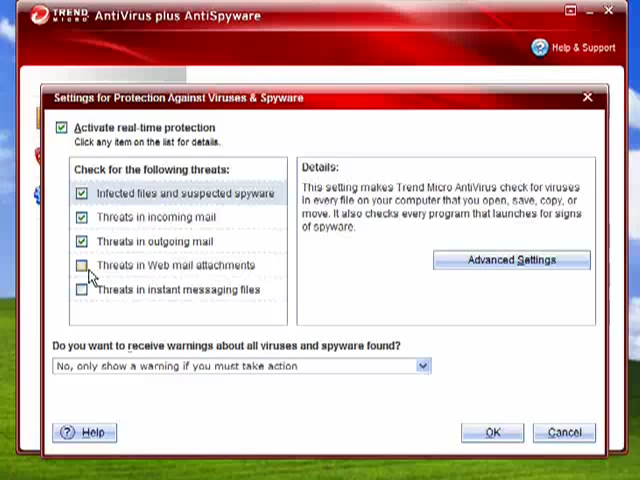 TREND MICRO AntiVirus plus AntiSpyware
Help & Support
Settings for Protection Against Viruses & Spyware
Activate real-time protection
Click any item on the list for details.
Check for the following threats:
Infected files and suspected spyware
Threats in incoming mail
Threats in outgoing mail
Threats in Web mail attachments
Threats in instant messaging files
Details:
This setting makes Trend Micro AntiVirus check for viruses
in every file on your computer that you open, save, copy, or
move. It also checks every program that launches for signs
of spyware.
Advanced Settings
Do you want to receive warnings about all viruses and spyware found?
No, only show a warning if you must take action
? Help
OK
Cancel